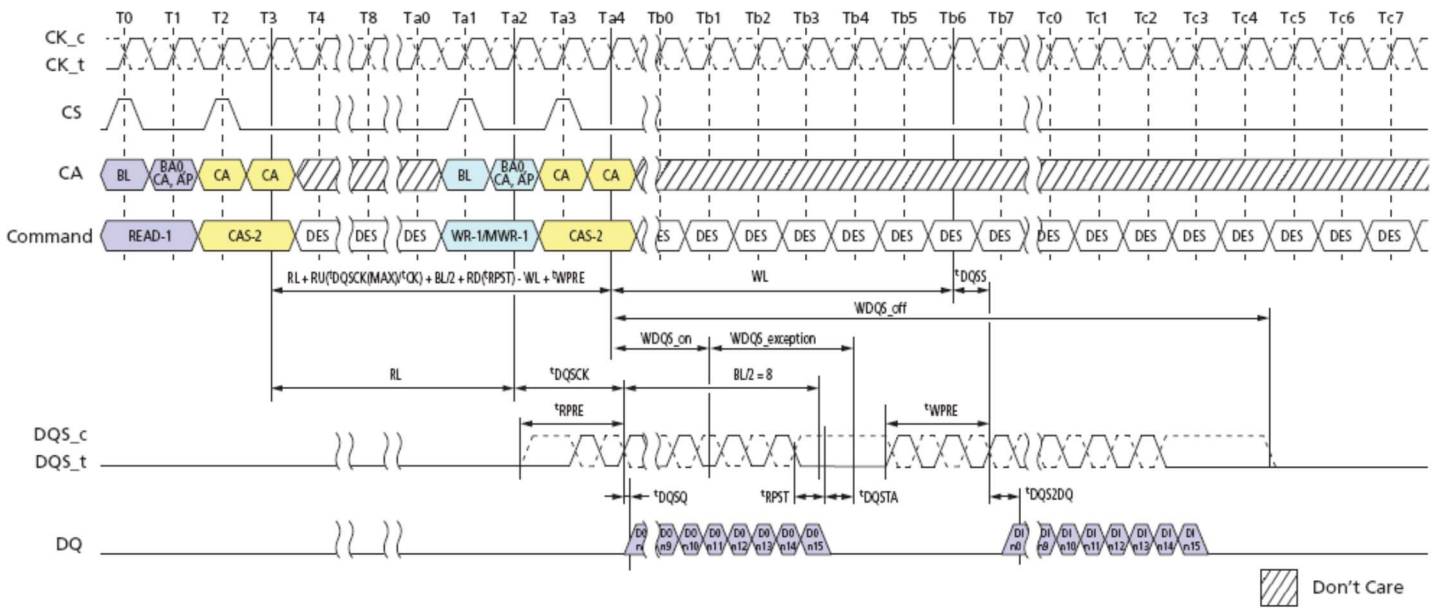 T0 T1 T2 T3 T4 T8 Ta0 Ta1 Ta2 Ta3 Ta4 Tb0 Tb1 Tb2 Tb3 Tb4 Tb5 Tb6 Tb7 Tc0 Tc1 Tc2 Tc3 Tc4 Tc5 Tc6 Tc7
CK_c
CK_t
CS
CA BL BA0, CA, AP CA CA BL BA0, CA, AP CA CA
Command READ-1 CAS-2 DES DES DES WR-1/MWR-1 CAS-2 DES DES DES DES DES DES DES DES DES DES DES DES DES DES DES DES
RL + RU(tDQSCK(MAX)/tCK) + BL/2 + RD(tRPST) - WL + tWPRE WL tDQSS
WDQS_off
WDQS_on WDQS_exception
RL tDQSCK BL/2 = 8
tRPRE tWPRE
DQS_c
DQS_t
tDQSQ tRPST tDQSTA tDQS2DQ
DQ
D0 D0 D0 D0 D0 D0 D0 D0 DI DI DI DI DI DI DI DI
n n9 n10 n11 n12 n13 n14 n15 n0 n9 n10 n11 n12 n13 n14 n15
Don't Care